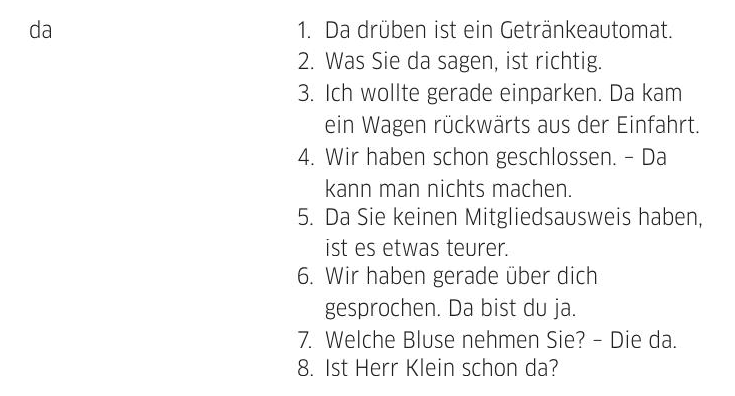 da
1. Da drüben ist ein Getränkeautomat.
2. Was Sie da sagen, ist richtig.
3. Ich wollte gerade einparken. Da kam
ein Wagen rückwärts aus der Einfahrt.
4. Wir haben schon geschlossen. – Da
kann man nichts machen.
5. Da Sie keinen Mitgliedsausweis haben,
ist es etwas teurer.
6. Wir haben gerade über dich
gesprochen. Da bist du ja.
7. Welche Bluse nehmen Sie? – Die da.
8. Ist Herr Klein schon da?